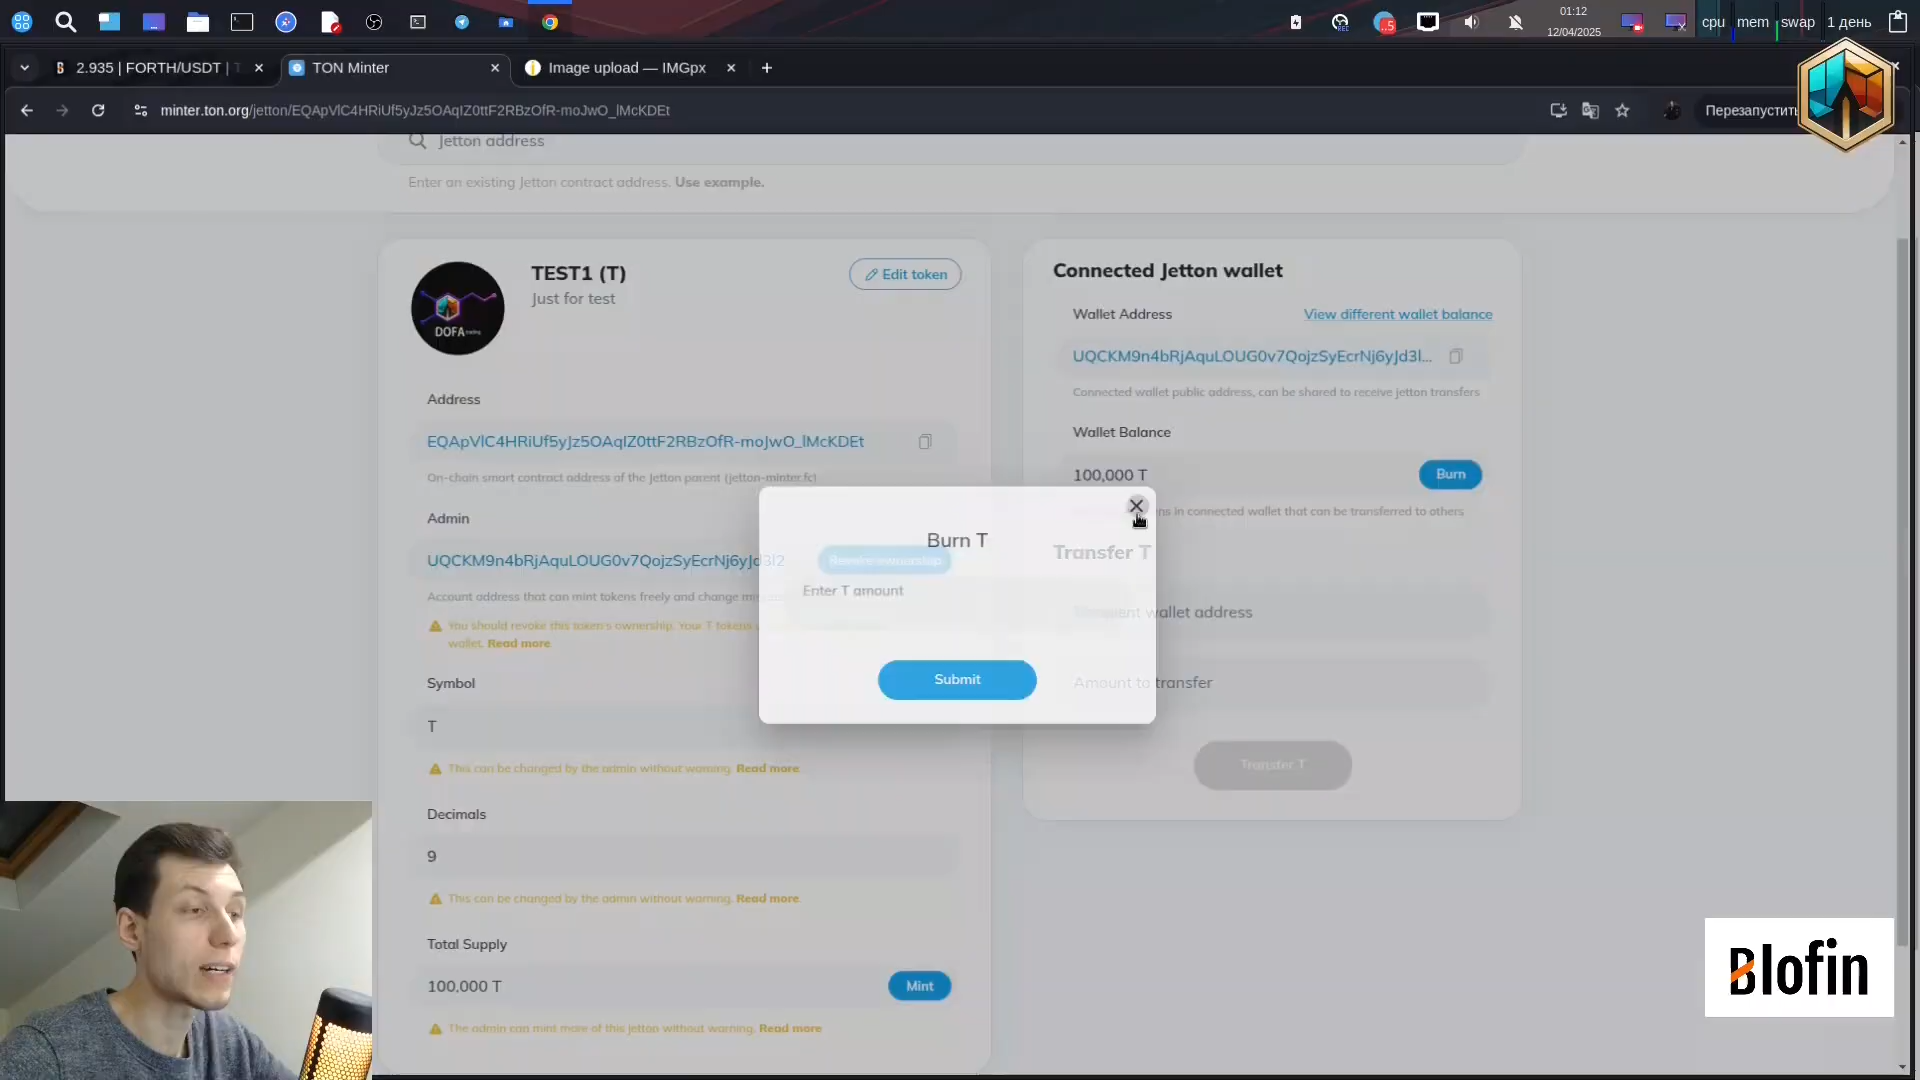 01:12
12/04/2025
cpu mem swap 1 день
2.935 | FORTH/USDT | T
TON Minter
Image upload — IMGpx
minter.ton.org/jetton/EQApVlC4HRiUf5yJz5OAqIZ0ttF2RBzOfR-moJwO_lMcKDEt
Перезапустить
Jetton address
Enter an existing Jetton contract address. Use example.
TEST1 (T)
Just for test
Edit token
DOFA trading
Address
EQApVlC4HRiUf5yJz5OAqIZ0ttF2RBzOfR-moJwO_lMcKDEt
On-chain smart contract address of the Jetton parent (jetton-minter.fc)
Admin
UQCKM9n4bRjAquLOUG0v7QojzSyEcrNj6yJd3l2
Account address that can mint tokens freely and change
You should revoke this token's ownership. Your T tokens
wallet. Read more
Symbol
T
This can be changed by the admin without warning. Read more.
Decimals
9
This can be changed by the admin without warning. Read more.
Total Supply
100,000 T
Mint
The admin can mint more of this jetton without warning. Read more
Connected Jetton wallet
Wallet Address
View different wallet balance
UQCKM9n4bRjAquLOUG0v7QojzSyEcrNj6yJd3l...
Connected wallet public address, can be shared to receive jetton transfers
Wallet Balance
100,000 T
Burn
in connected wallet that can be transferred to others
Transfer T
wallet address
Amount to transfer
Transfer T
Burn T
Enter T amount
Submit
Blofin